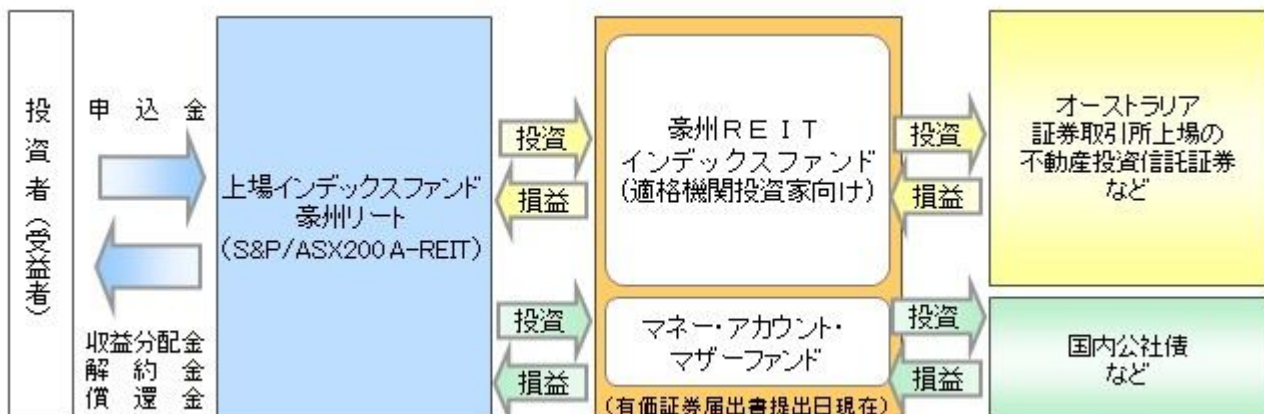 投資者(受益者)
申込金
収益分配金
解約金
償還金
上場インデックスファンド
豪州リート
(S&P/ASX200 A-REIT)
投資
損益
投資
損益
豪州REIT
インデックスファンド
(適格機関投資家向け)
マネー・アカウント・
マザーファンド
(有価証券届出書提出日現在)
投資
損益
投資
損益
オーストラリア
証券取引所上場の
不動産投資信託証券
など
国内公社債
など